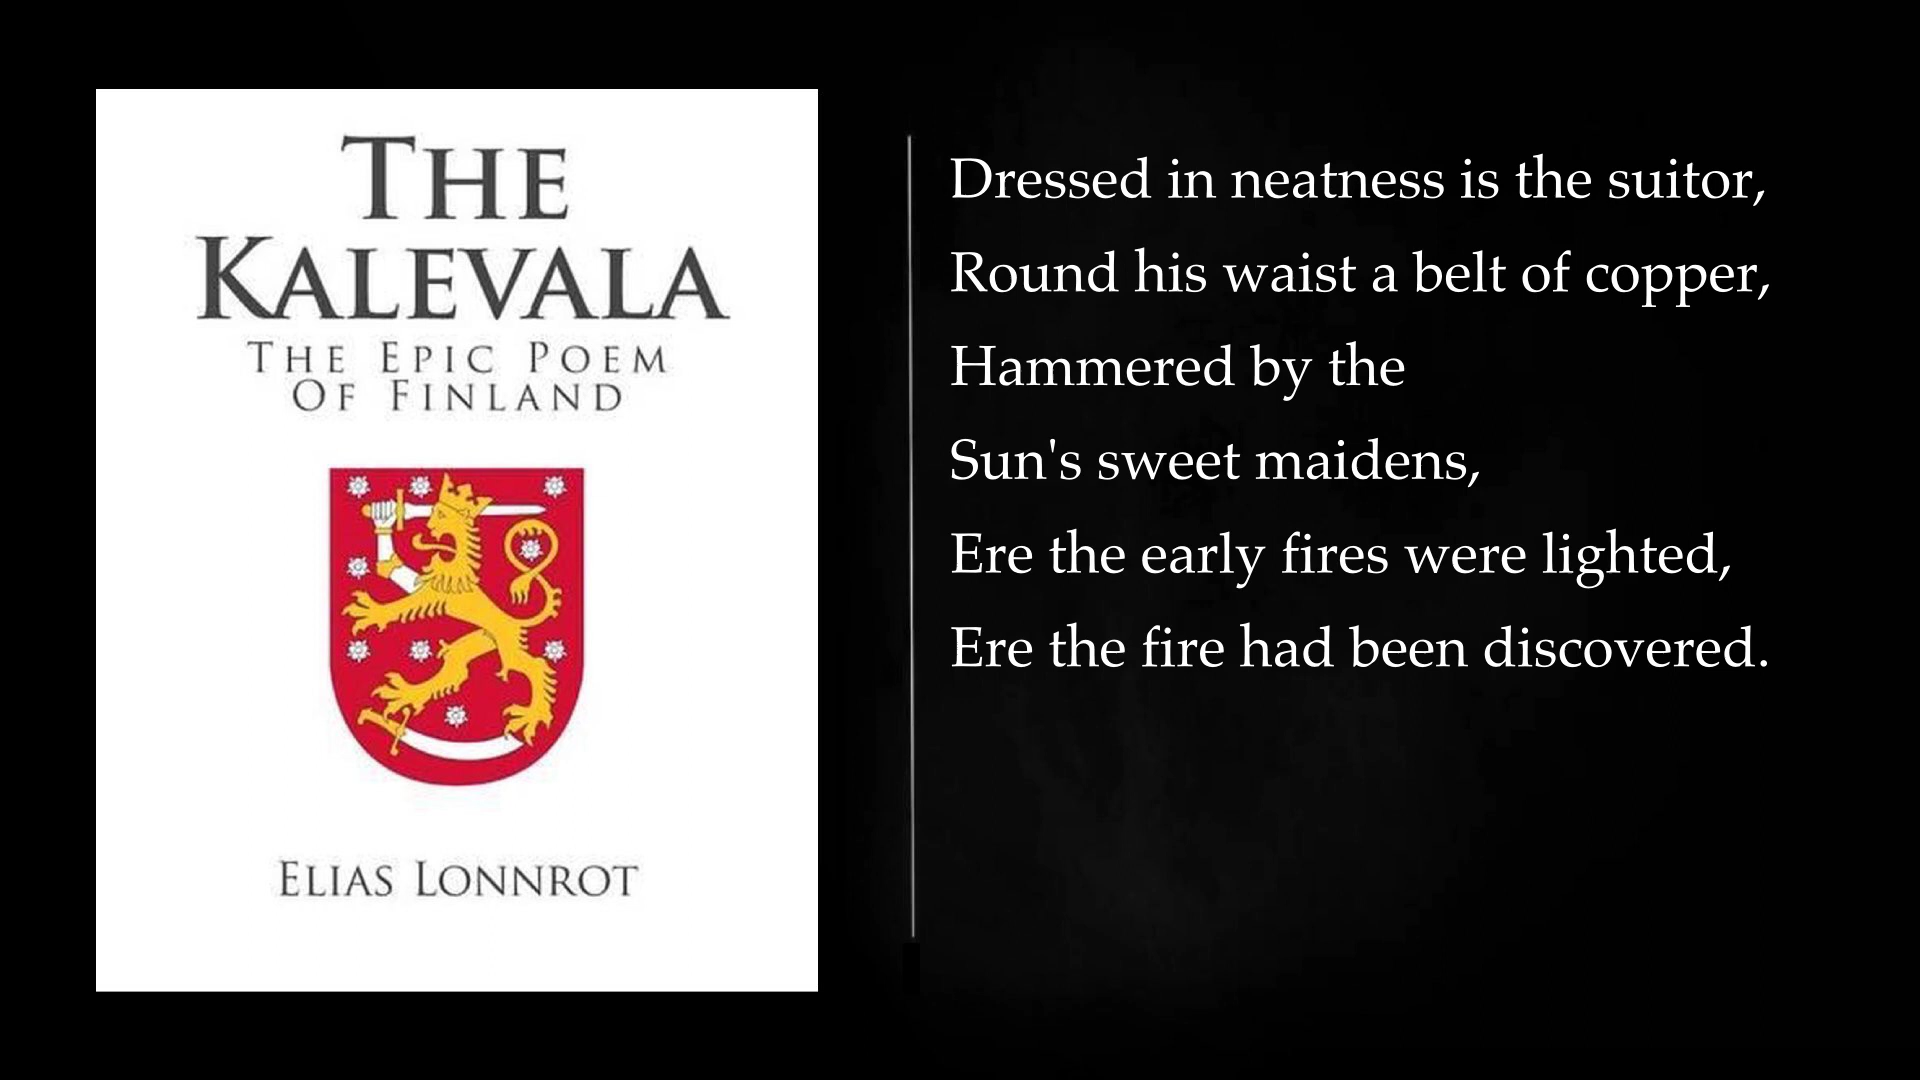 THE
KALEVALA
THE EPIC POEM
OF FINLAND
ELIAS LONNROT
Dressed in neatness is the suitor,
Round his waist a belt of copper,
Hammered by the
Sun's sweet maidens,
Ere the early fires were lighted,
Ere the fire had been discovered.